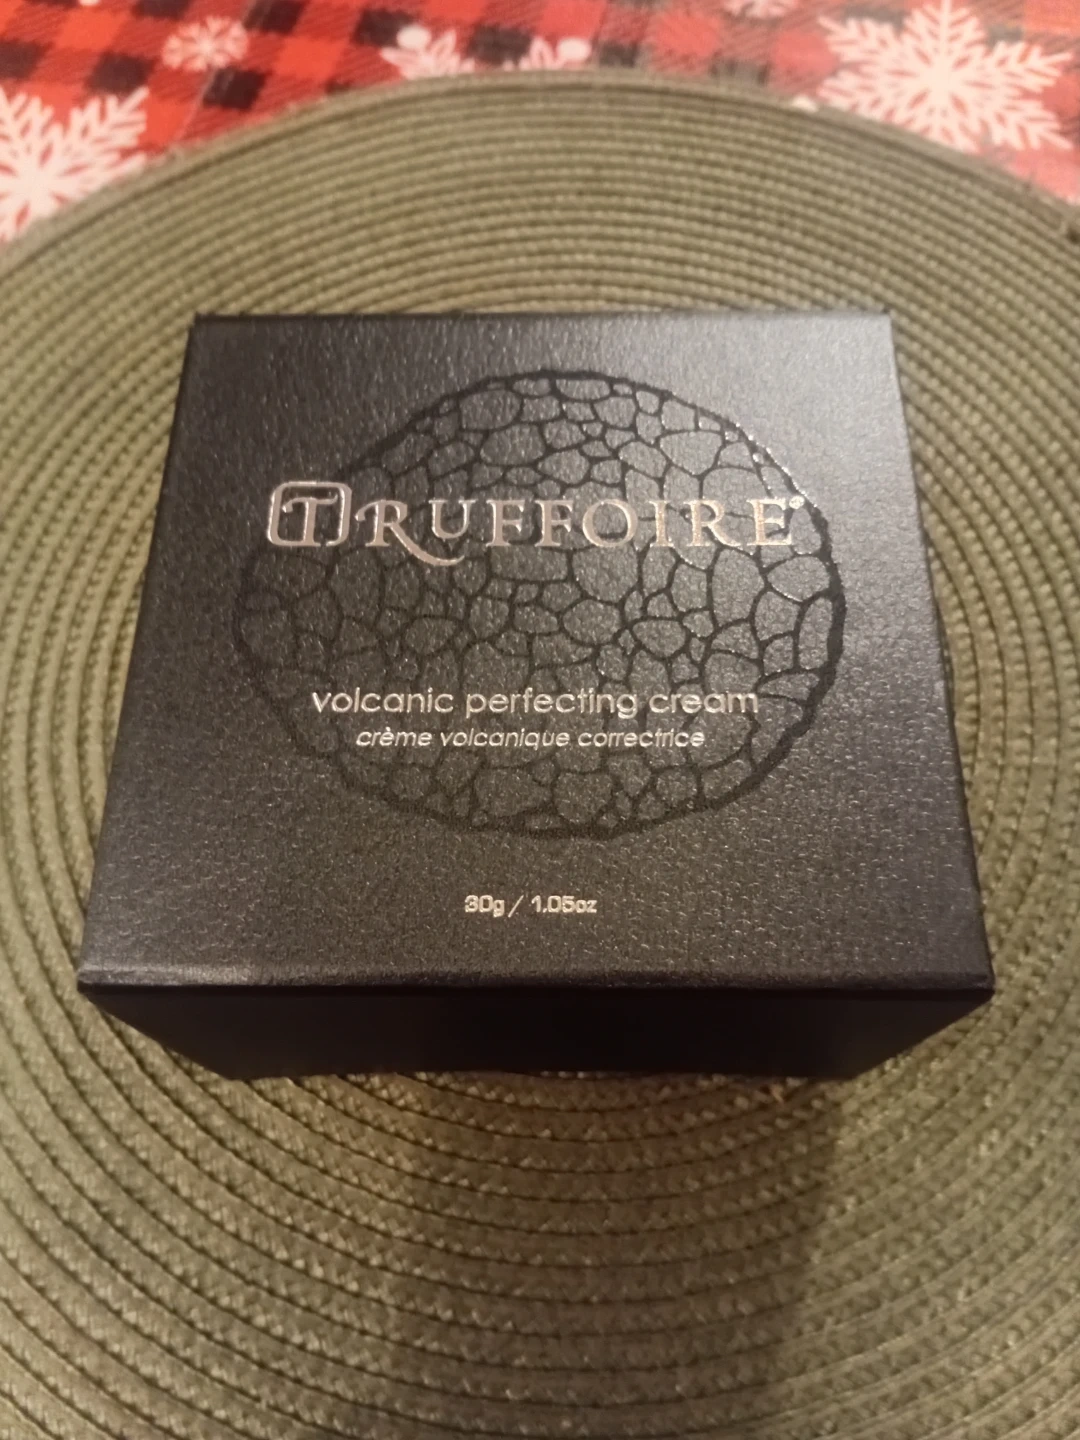 TRUFFOIRE
volcanic perfecting cream
crème volcanique correctrice
30g / 1.05oz